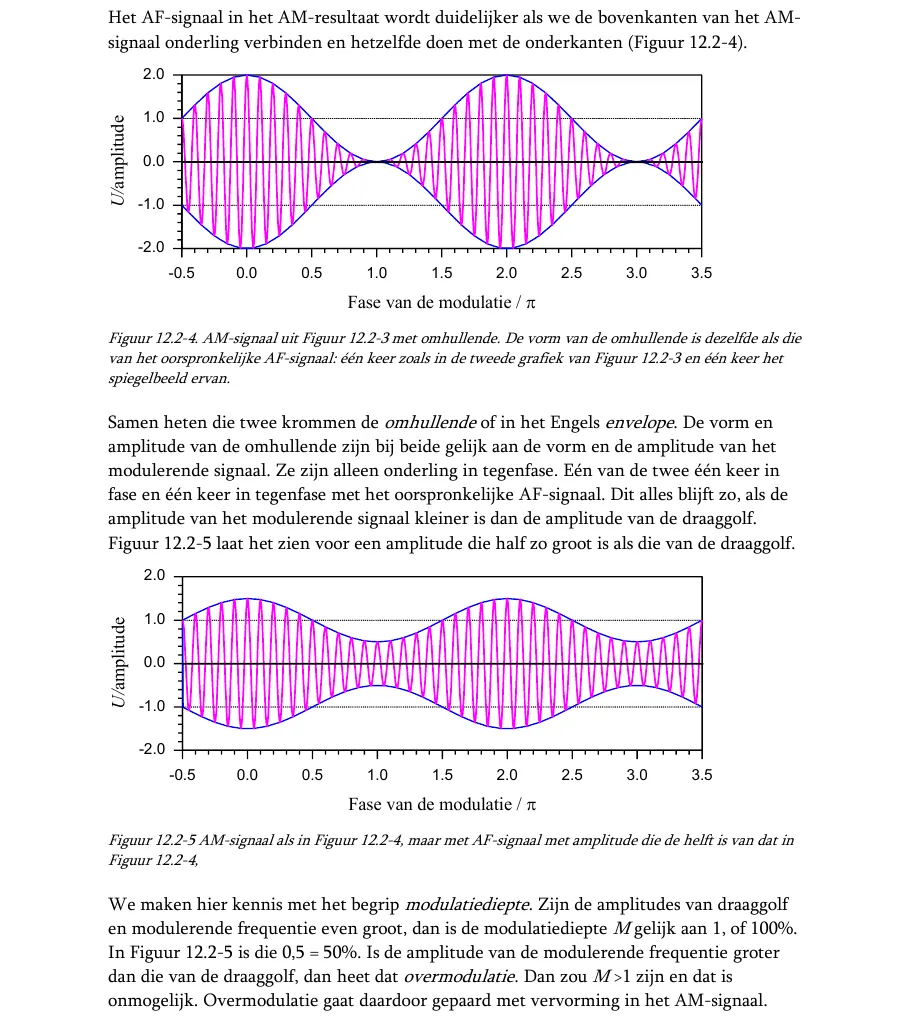 Het AF-signaal in het AM-resultaat wordt duidelijker als we de bovenkanten van het AM-
signaal onderling verbinden en hetzelfde doen met de onderkanten (Figuur 12.2-4).
2.0
1.0
0.0
-1.0
-2.0
U/amplitude
-0.5 0.0 0.5 1.0 1.5 2.0 2.5 3.0 3.5
Fase van de modulatie / π
Figuur 12.2-4. AM-signaal uit Figuur 12.2-3 met omhullende. De vorm van de omhullende is dezelfde als die
van het oorspronkelijke AF-signaal: één keer zoals in de tweede grafiek van Figuur 12.2-3 en één keer het
spiegelbeeld ervan.
Samen heten die twee krommen de omhullende of in het Engels envelope. De vorm en
amplitude van de omhullende zijn bij beide gelijk aan de vorm en de amplitude van het
modulerende signaal. Ze zijn alleen onderling in tegenfase. Eén van de twee één keer in
fase en één keer in tegenfase met het oorspronkelijke AF-signaal. Dit alles blijft zo, als de
amplitude van het modulerende signaal kleiner is dan de amplitude van de draaggolf.
Figuur 12.2-5 laat het zien voor een amplitude die half zo groot is als die van de draaggolf.
2.0
1.0
0.0
-1.0
-2.0
U/amplitude
-0.5 0.0 0.5 1.0 1.5 2.0 2.5 3.0 3.5
Fase van de modulatie / π
Figuur 12.2-5 AM-signaal als in Figuur 12.2-4, maar met AF-signaal met amplitude die de helft is van dat in
Figuur 12.2-4,
We maken hier kennis met het begrip modulatiediepte. Zijn de amplitudes van draaggolf
en modulerende frequentie even groot, dan is de modulatiediepte M gelijk aan 1, of 100%.
In Figuur 12.2-5 is die 0,5 = 50%. Is de amplitude van de modulerende frequentie groter
dan die van de draaggolf, dan heet dat overmodulatie. Dan zou M >1 zijn en dat is
onmogelijk. Overmodulatie gaat daardoor gepaard met vervorming in het AM-signaal.